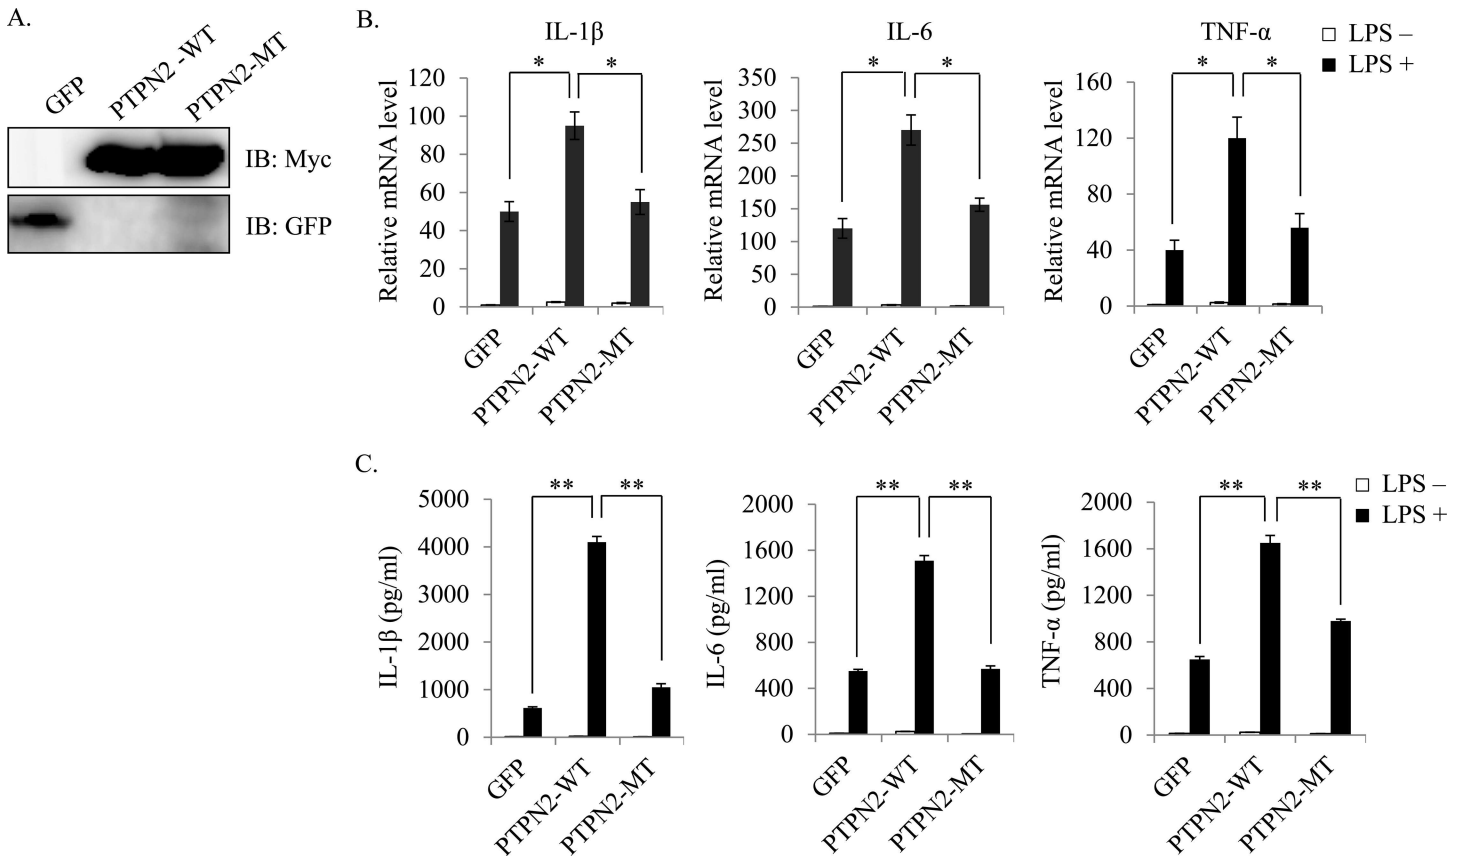 A.
GFP
PTPN2 -WT
PTPN2-MT
IB: Myc
IB: GFP
B.
IL-1β
Relative mRNA level
120
100
80
60
40
20
0
*
*
GFP
PTPN2-WT
PTPN2-MT
IL-6
Relative mRNA level
350
300
250
200
150
100
50
0
*
*
GFP
PTPN2-WT
PTPN2-MT
TNF-α
Relative mRNA level
160
120
80
40
0
*
*
GFP
PTPN2-WT
PTPN2-MT
LPS –
LPS +
C.
IL-1β (pg/ml)
5000
4000
3000
2000
1000
0
**
**
GFP
PTPN2-WT
PTPN2-MT
IL-6 (pg/ml)
2000
1600
1200
800
400
0
**
**
GFP
PTPN2-WT
PTPN2-MT
TNF-α (pg/ml)
2000
1600
1200
800
400
0
**
**
GFP
PTPN2-WT
PTPN2-MT
LPS –
LPS +